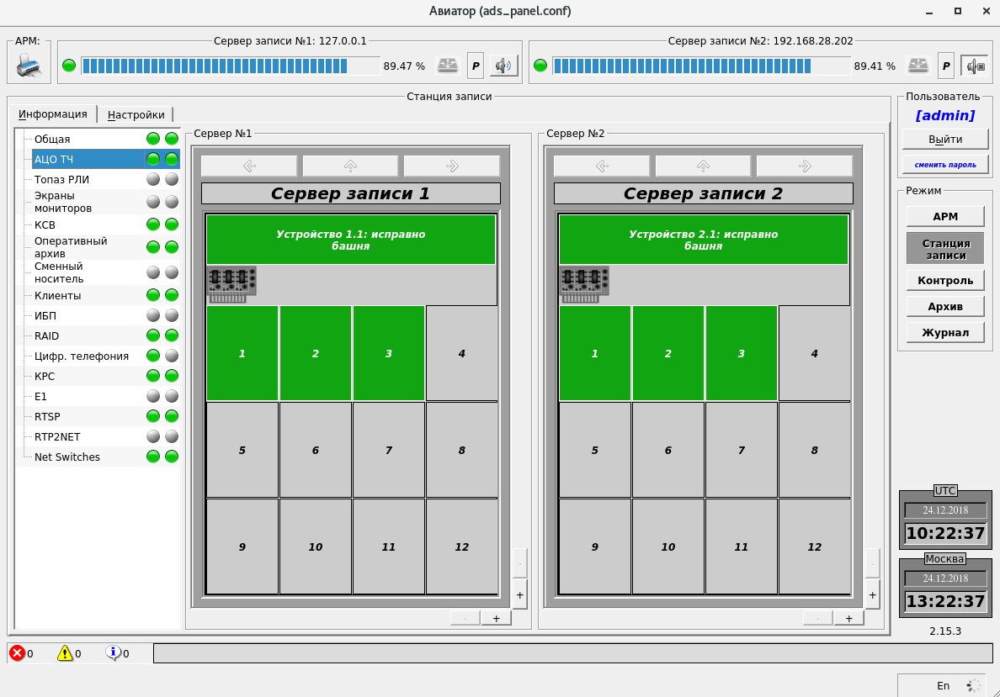 Авиатор (ads_panel.conf)
АРМ:
Сервер записи №1: 127.0.0.1
89.47 %
P
Сервер записи №2: 192.168.28.202
89.41 %
P
Станция записи
Информация
Настройки
Общая
АЦО ТЧ
Топаз РЛИ
Экраны
мониторов
КСВ
Оперативный
архив
Сменный
носитель
Клиенты
ИБП
RAID
Цифр. телефония
КРС
E1
RTSP
RTP2NET
Net Switches
Сервер №1
Сервер записи 1
Устройство 1.1: исправно
башня
1
2
3
4
5
6
7
8
9
10
11
12
-
+
-
+
Сервер №2
Сервер записи 2
Устройство 2.1: исправно
башня
1
2
3
4
5
6
7
8
9
10
11
12
-
+
-
+
Пользователь
[admin]
Выйти
сменить пароль
Режим
АРМ
Станция
записи
Контроль
Архив
Журнал
UTC
24.12.2018
10:22:37
Москва
24.12.2018
13:22:37
2.15.3
0
0
0
En